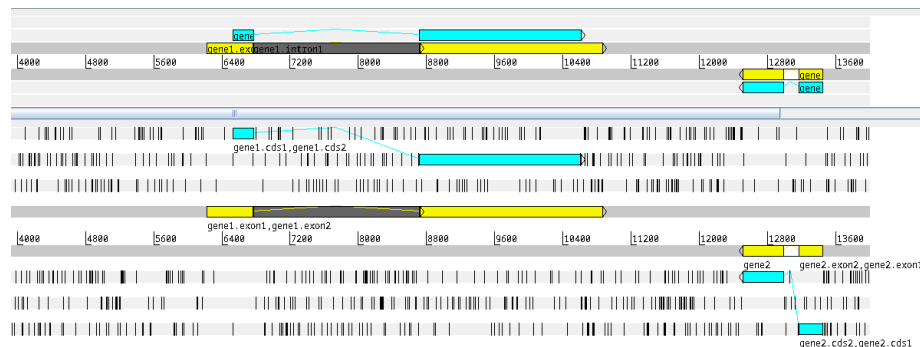 gene
gene1.exo gene1.intron1
4000 4800 5600 6400 7200 8000 8800 9600 10400 11200 12000 12800 13600
gene
gene
gene1.cds1,gene1.cds2
gene1.exon1,gene1.exon2
4000 4800 5600 6400 7200 8000 8800 9600 10400 11200 12000 12800 13600
gene2 gene2.exon2,gene2.exon1
gene2.cds2,gene2.cds1